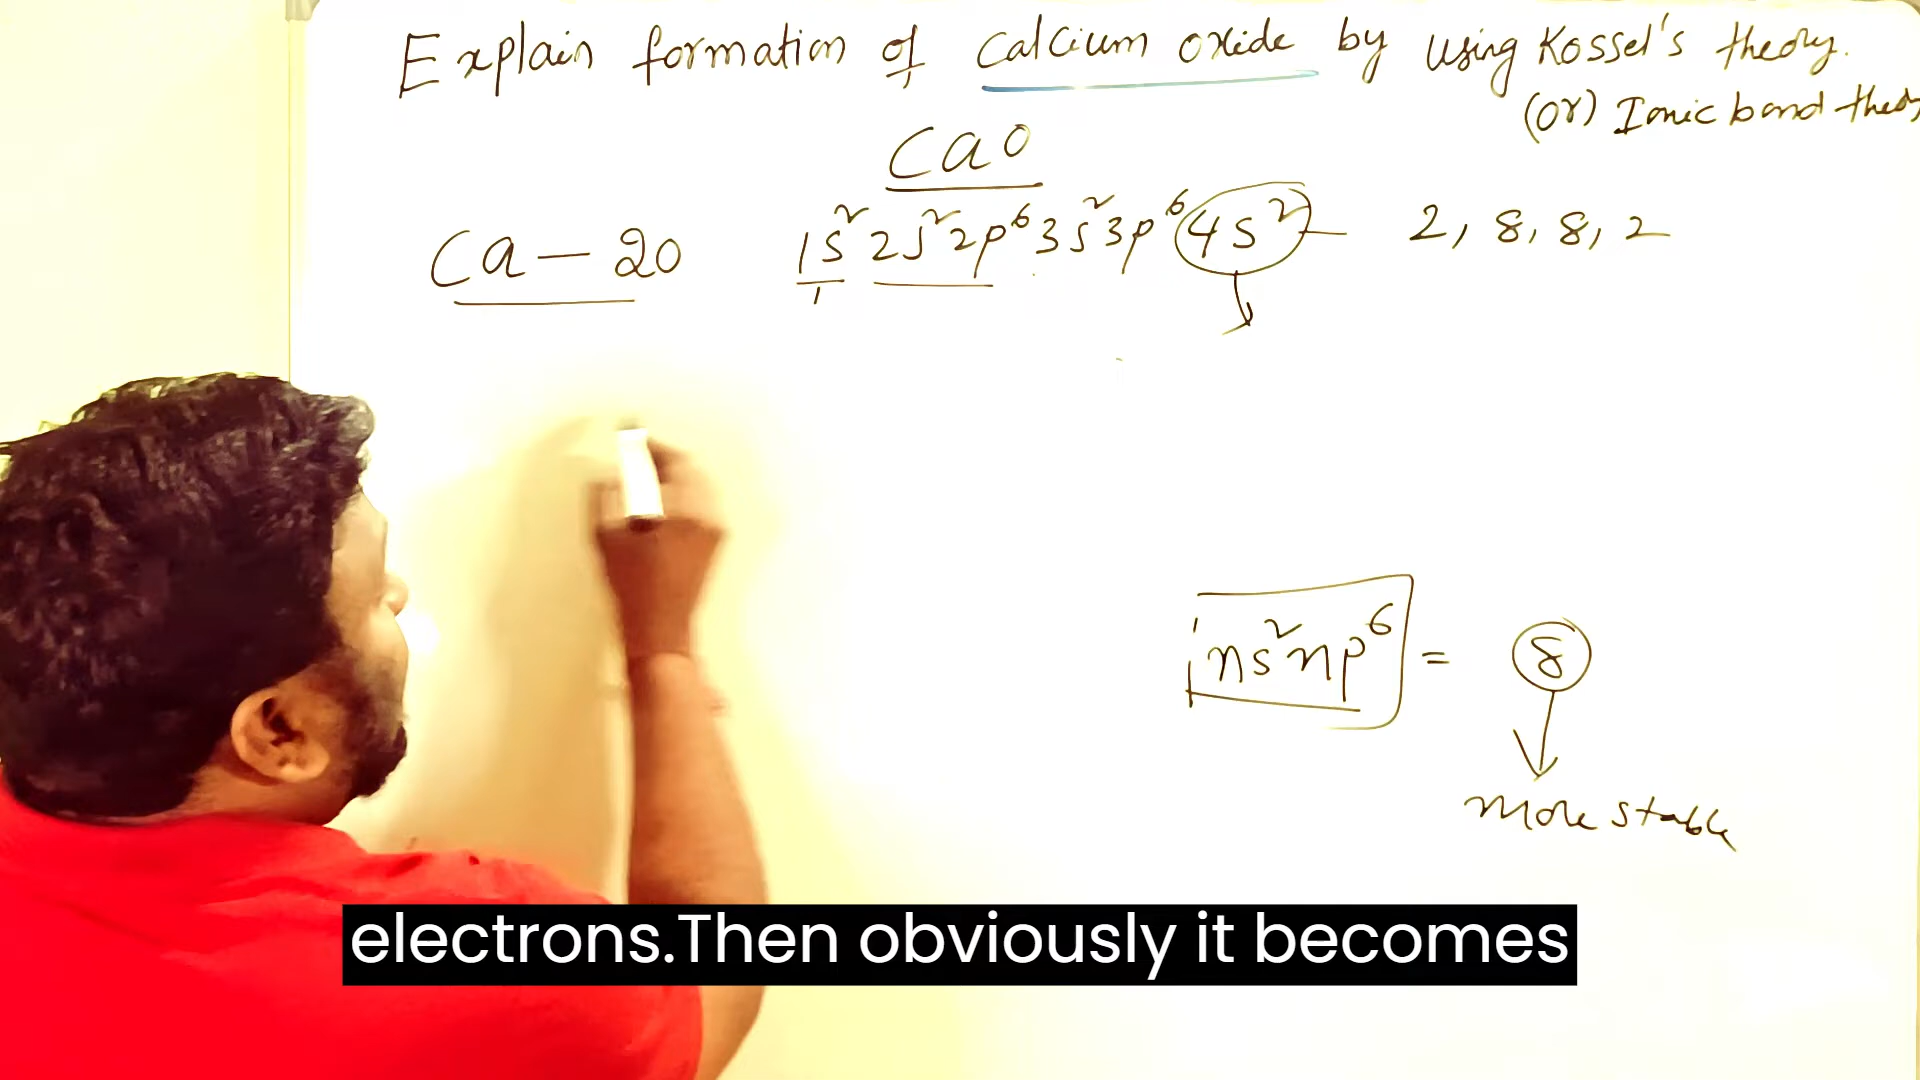 Explain formation of calcium oxide by using Kossel's theory.
(or) Ionic bond theory
CaO
Ca – 20 1s² 2s² 2p⁶ 3s² 3p⁶ 4s² – 2, 8, 8, 2
ns² np⁶ = 8
more stable
electrons.Then obviously it becomes